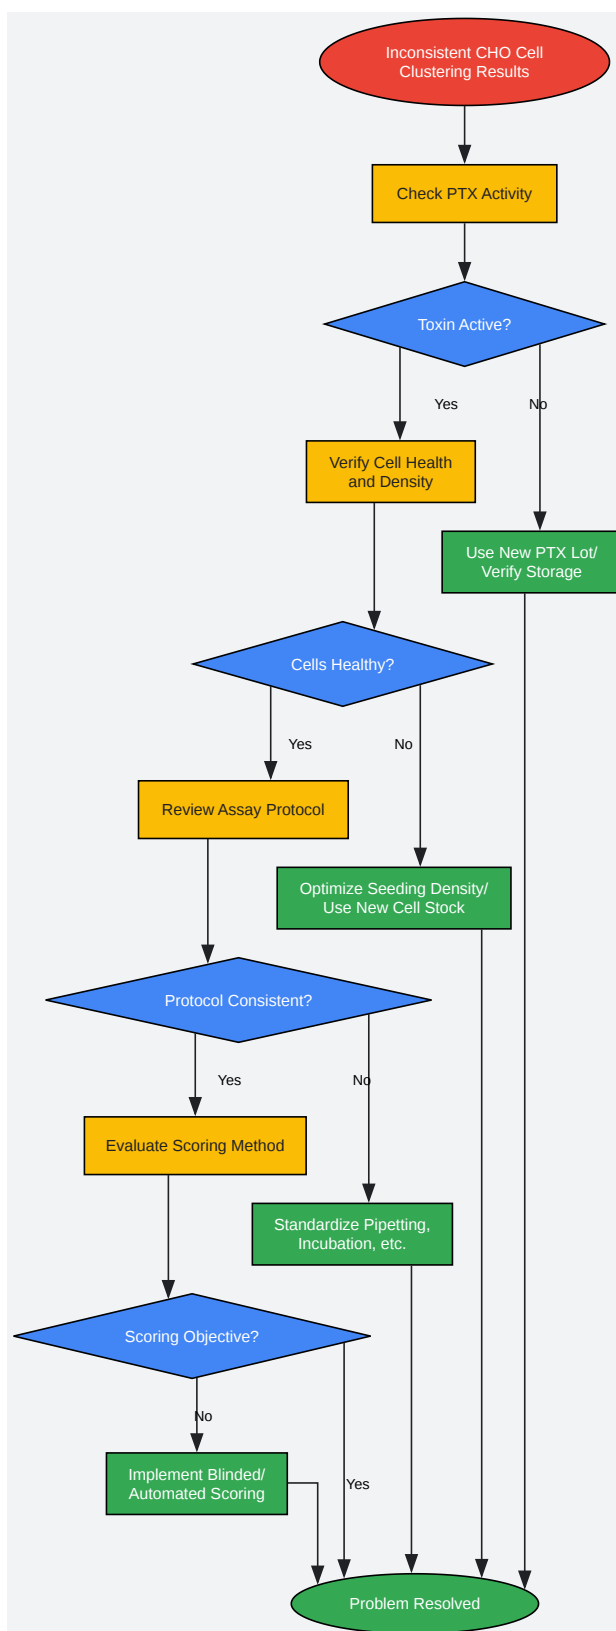 Inconsistent CHO Cell
Clustering Results
Check PTX Activity
Toxin Active?
Yes
No
Verify Cell Health
and Density
Use New PTX Lot/
Verify Storage
Cells Healthy?
Yes
No
Review Assay Protocol
Optimize Seeding Density/
Use New Cell Stock
Protocol Consistent?
Yes
No
Evaluate Scoring Method
Standardize Pipetting,
Incubation, etc.
Scoring Objective?
No
Implement Blinded/
Automated Scoring
Yes
Problem Resolved